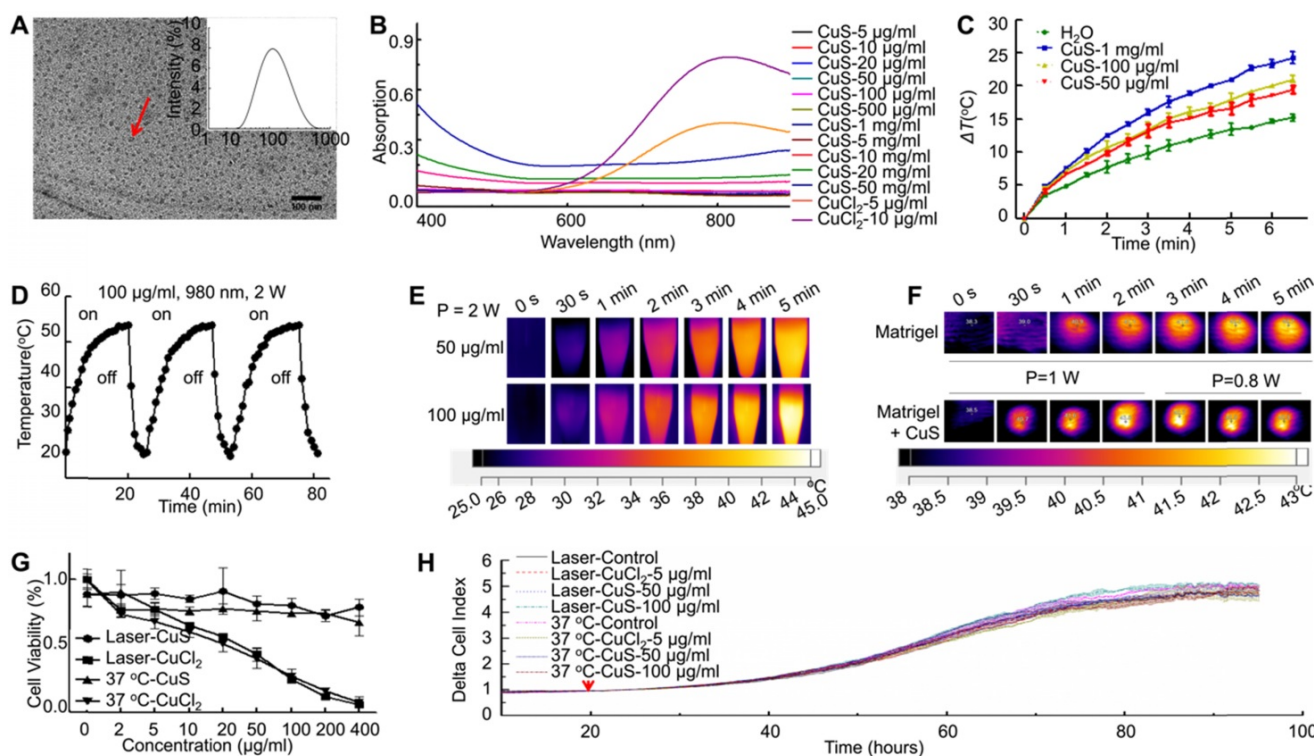 A
Intensity (%)
10
8
6
4
2
0
1 10 100 1000
100 nm
B
Absorption
0.9
0.6
0.3
0.0
400 600 800
Wavelength (nm)
CuS-5 µg/ml
CuS-10 µg/ml
CuS-20 µg/ml
CuS-50 µg/ml
CuS-100 µg/ml
CuS-500 µg/ml
CuS-1 mg/ml
CuS-5 mg/ml
CuS-10 mg/ml
CuS-20 mg/ml
CuS-50 mg/ml
CuCl₂-5 µg/ml
CuCl₂-10 µg/ml
C
ΔT(°C)
30
25
20
15
10
5
0
0 1 2 3 4 5 6
Time (min)
H₂O
CuS-1 mg/ml
CuS-100 µg/ml
CuS-50 µg/ml
D
100 µg/ml, 980 nm, 2 W
Temperature(°C)
60
50
40
30
20
on on on
off off off
20 40 60 80
Time (min)
E
P = 2 W
0 s 30 s 1 min 2 min 3 min 4 min 5 min
50 µg/ml
100 µg/ml
°C
25.0 26 28 30 32 34 36 38 40 42 44 45.0
F
0 s 30 s 1 min 2 min 3 min 4 min 5 min
Matrigel
P=1 W P=0.8 W
Matrigel
+ CuS
°C
38 38.5 39 39.5 40 40.5 41 41.5 42 42.5 43
G
Cell Viability (%)
1.0
0.5
0.0
Laser-CuS
Laser-CuCl₂
37 °C-CuS
37 °C-CuCl₂
0 2 5 10 20 50 100 200 400
Concentration (µg/ml)
H
Delta Cell Index
6
5
4
3
2
1
0
Laser-Control
Laser-CuCl₂-5 µg/ml
Laser-CuS-50 µg/ml
Laser-CuS-100 µg/ml
37 °C-Control
37 °C-CuCl₂-5 µg/ml
37 °C-CuS-50 µg/ml
37 °C-CuS-100 µg/ml
20 40 60 80 100
Time (hours)